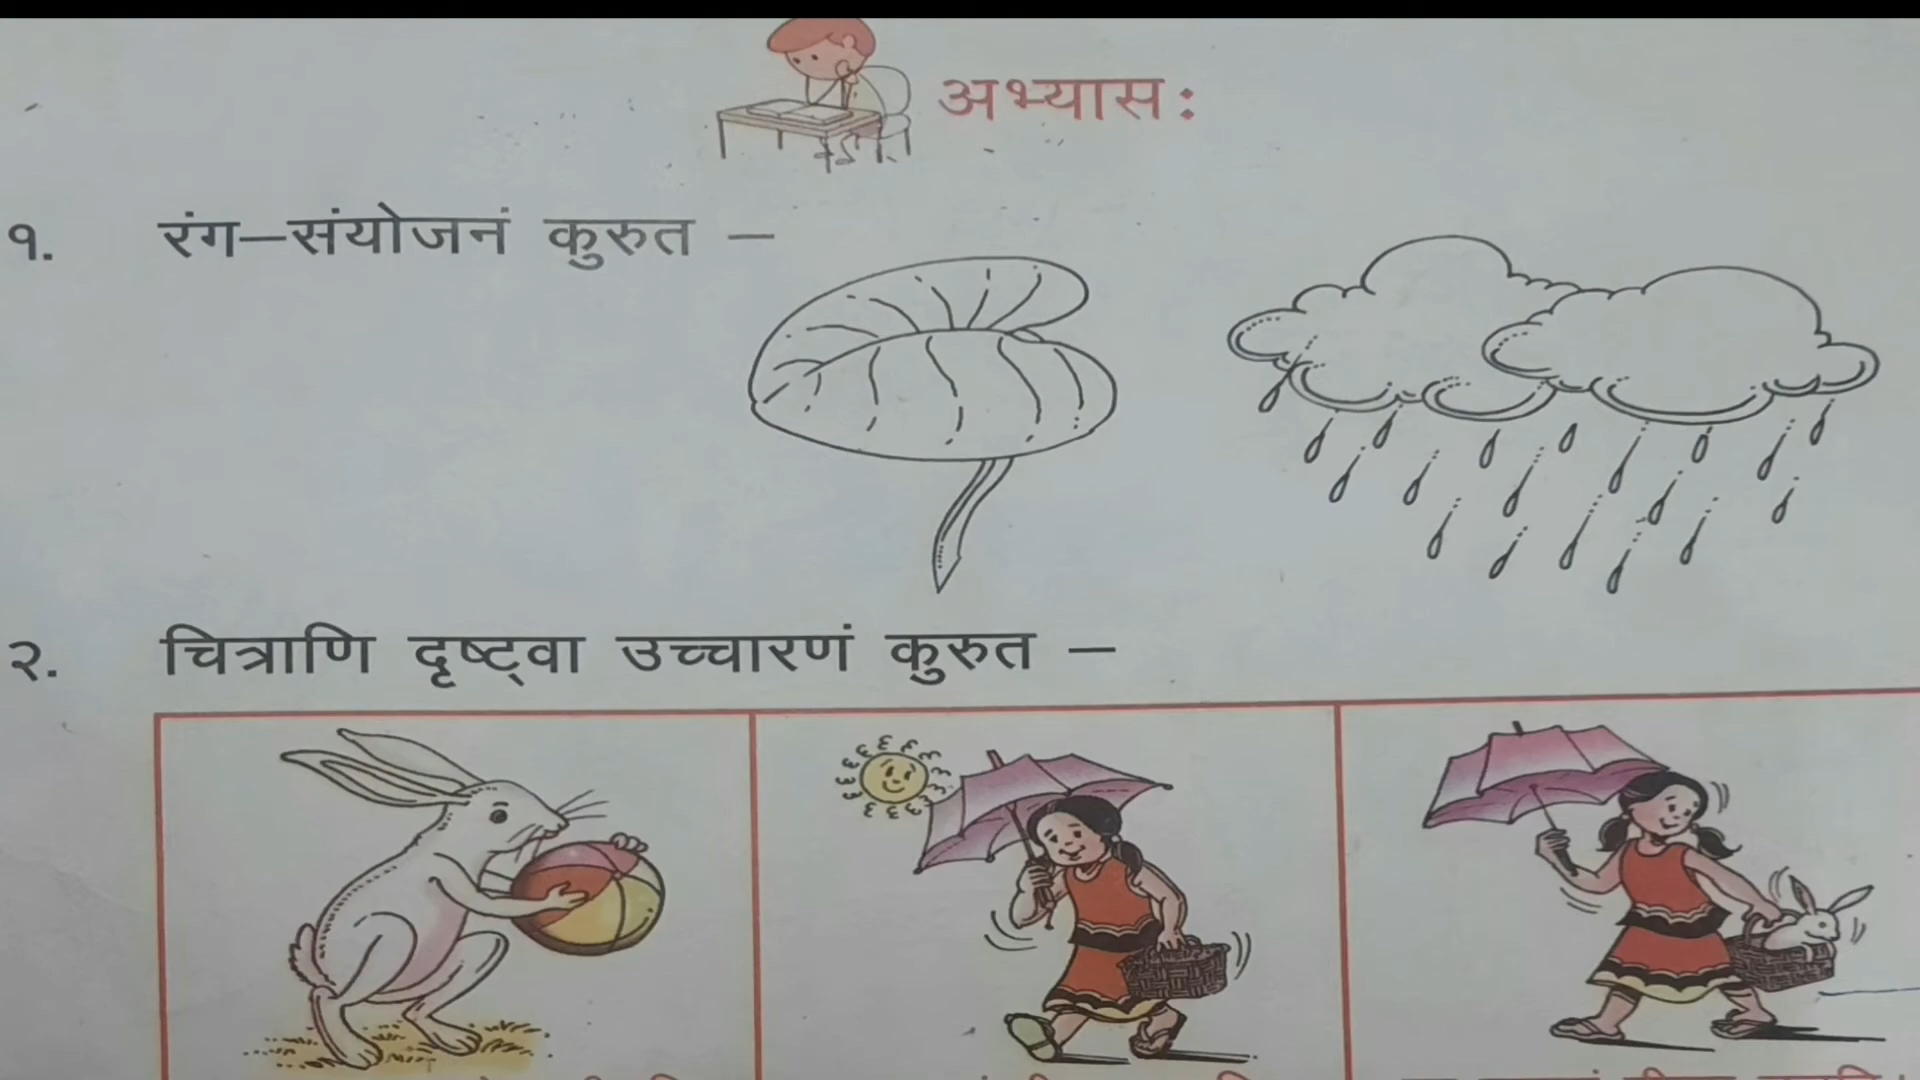 अभ्यासः
१. रंग–संयोजनं कुरुत –
२. चित्राणि दृष्ट्वा उच्चारणं कुरुत –